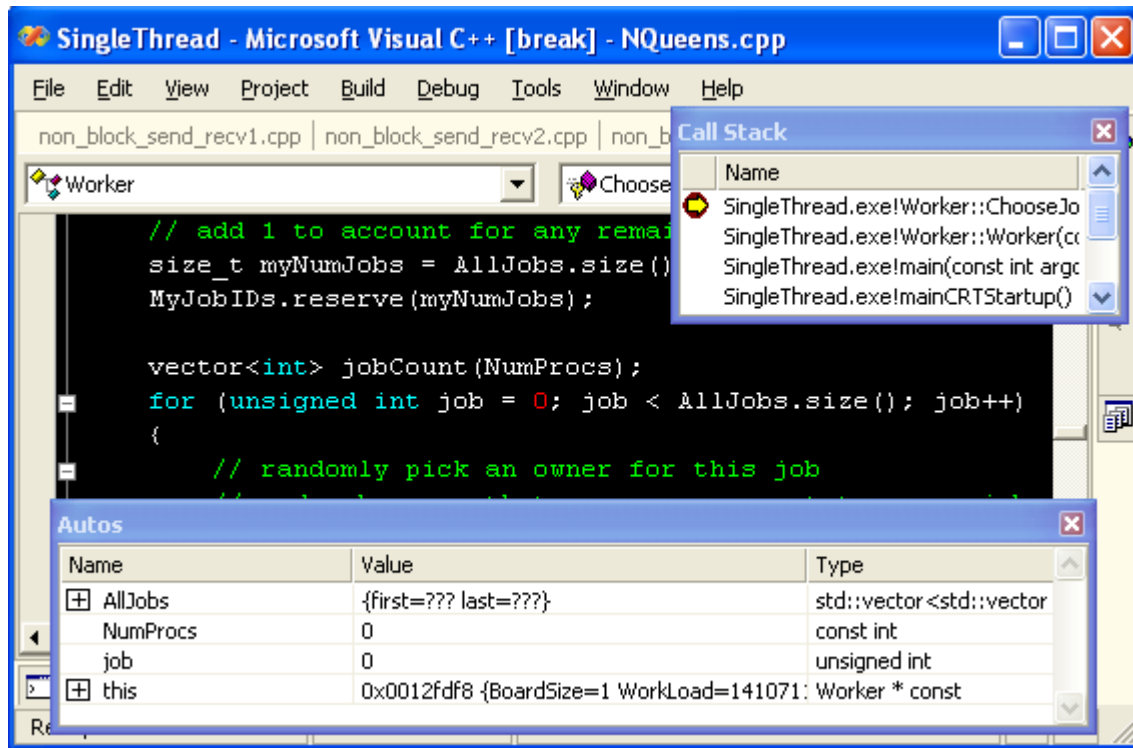 SingleThread - Microsoft Visual C++ [break] - NQueens.cpp
File Edit View Project Build Debug Tools Window Help
non_block_send_recv1.cpp | non_block_send_recv2.cpp | non_b
Worker
Choose
// add 1 to account for any remai
size_t myNumJobs = AllJobs.size()
MyJobIDs.reserve(myNumJobs);
vector<int> jobCount(NumProcs);
for (unsigned int job = 0; job < AllJobs.size(); job++)
{
// randomly pick an owner for this job
Call Stack
Name
SingleThread.exe!Worker::ChooseJo
SingleThread.exe!Worker::Worker(co
SingleThread.exe!main(const int argc
SingleThread.exe!mainCRTStartup()
Autos
Name Value Type
AllJobs {first=??? last=???} std::vector<std::vector
NumProcs 0 const int
job 0 unsigned int
this 0x0012fdf8 {BoardSize=1 WorkLoad=141071 Worker * const
Re